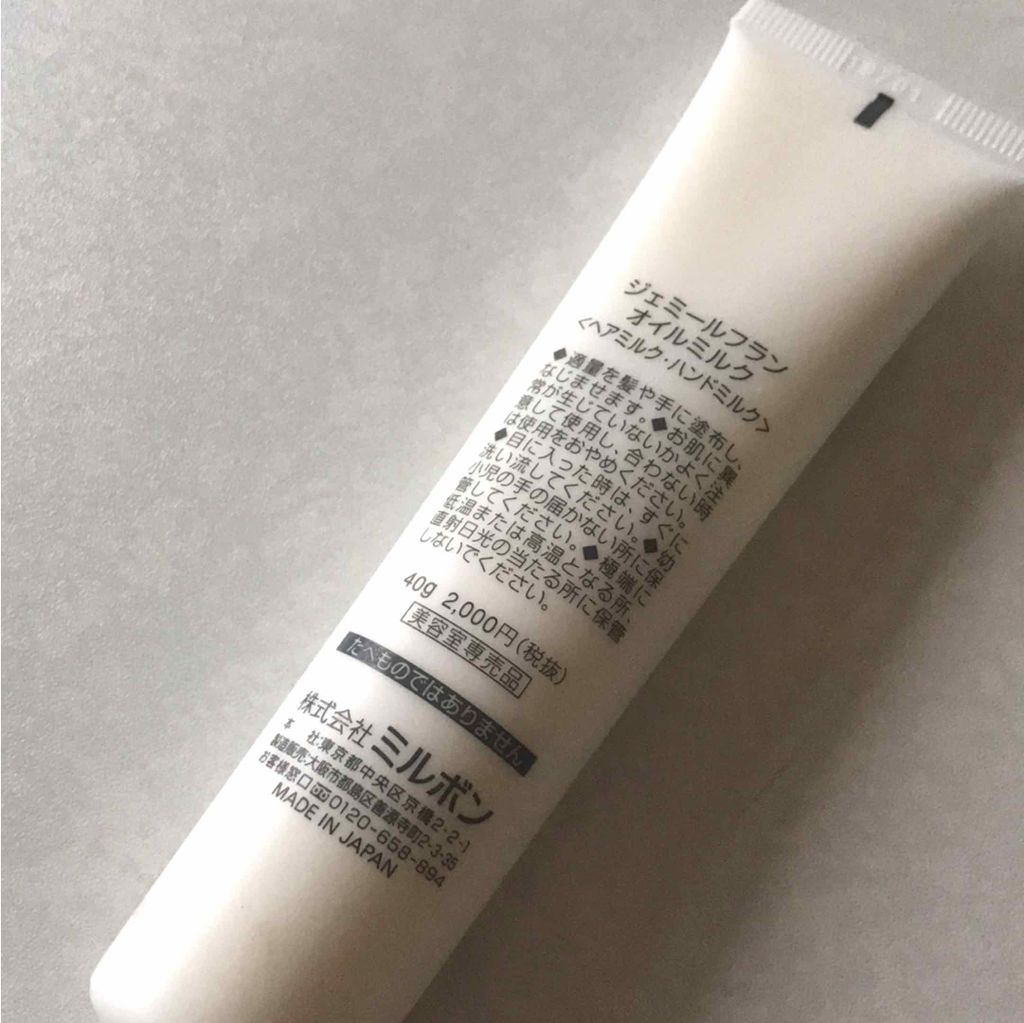 ジェミールフラン
オイルミルク
<ヘアミルク・ハンドミルク>
◆適量を髪や手に塗布し、
なじませます。◆お肌に異
常が生じていないかよく注
意して使用し、合わない時
は使用をおやめください。
◆目に入った時は、すぐに
洗い流してください。◆幼
小児の手の届かない所に保
管してください。◆極端に
低温または高温となる所、
直射日光の当たる所に保管
しないでください。
40g 2,000円(税抜)
美容室専売品
たべものではありません
株式会社 ミルボン
本 社:東京都中央区京橋2-2-1
製造販売:大阪市都島区善源寺町2-3-35
お客様窓口 0120-658-894
MADE IN JAPAN